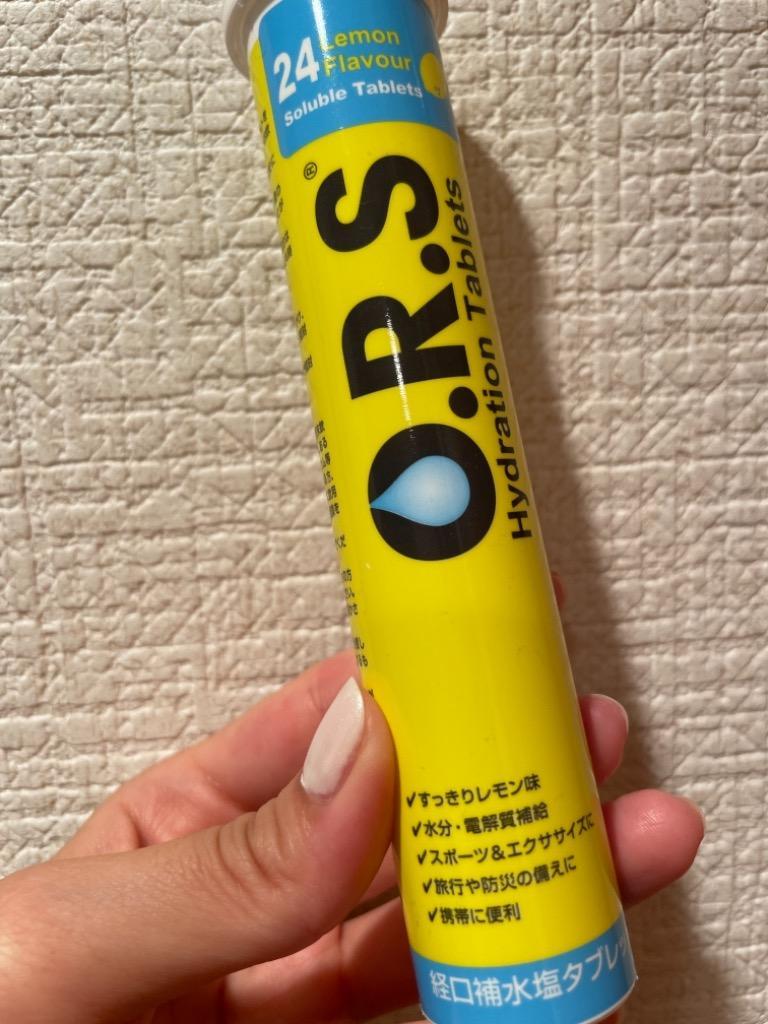 24 Lemon
Flavour
Soluble Tablets
O.R.S®
Hydration Tablets
✓すっきりレモン味
✓水分・電解質補給
✓スポーツ&エクササイズに
✓旅行や防災の備えに
✓携帯に便利
経口補水塩タブレッ